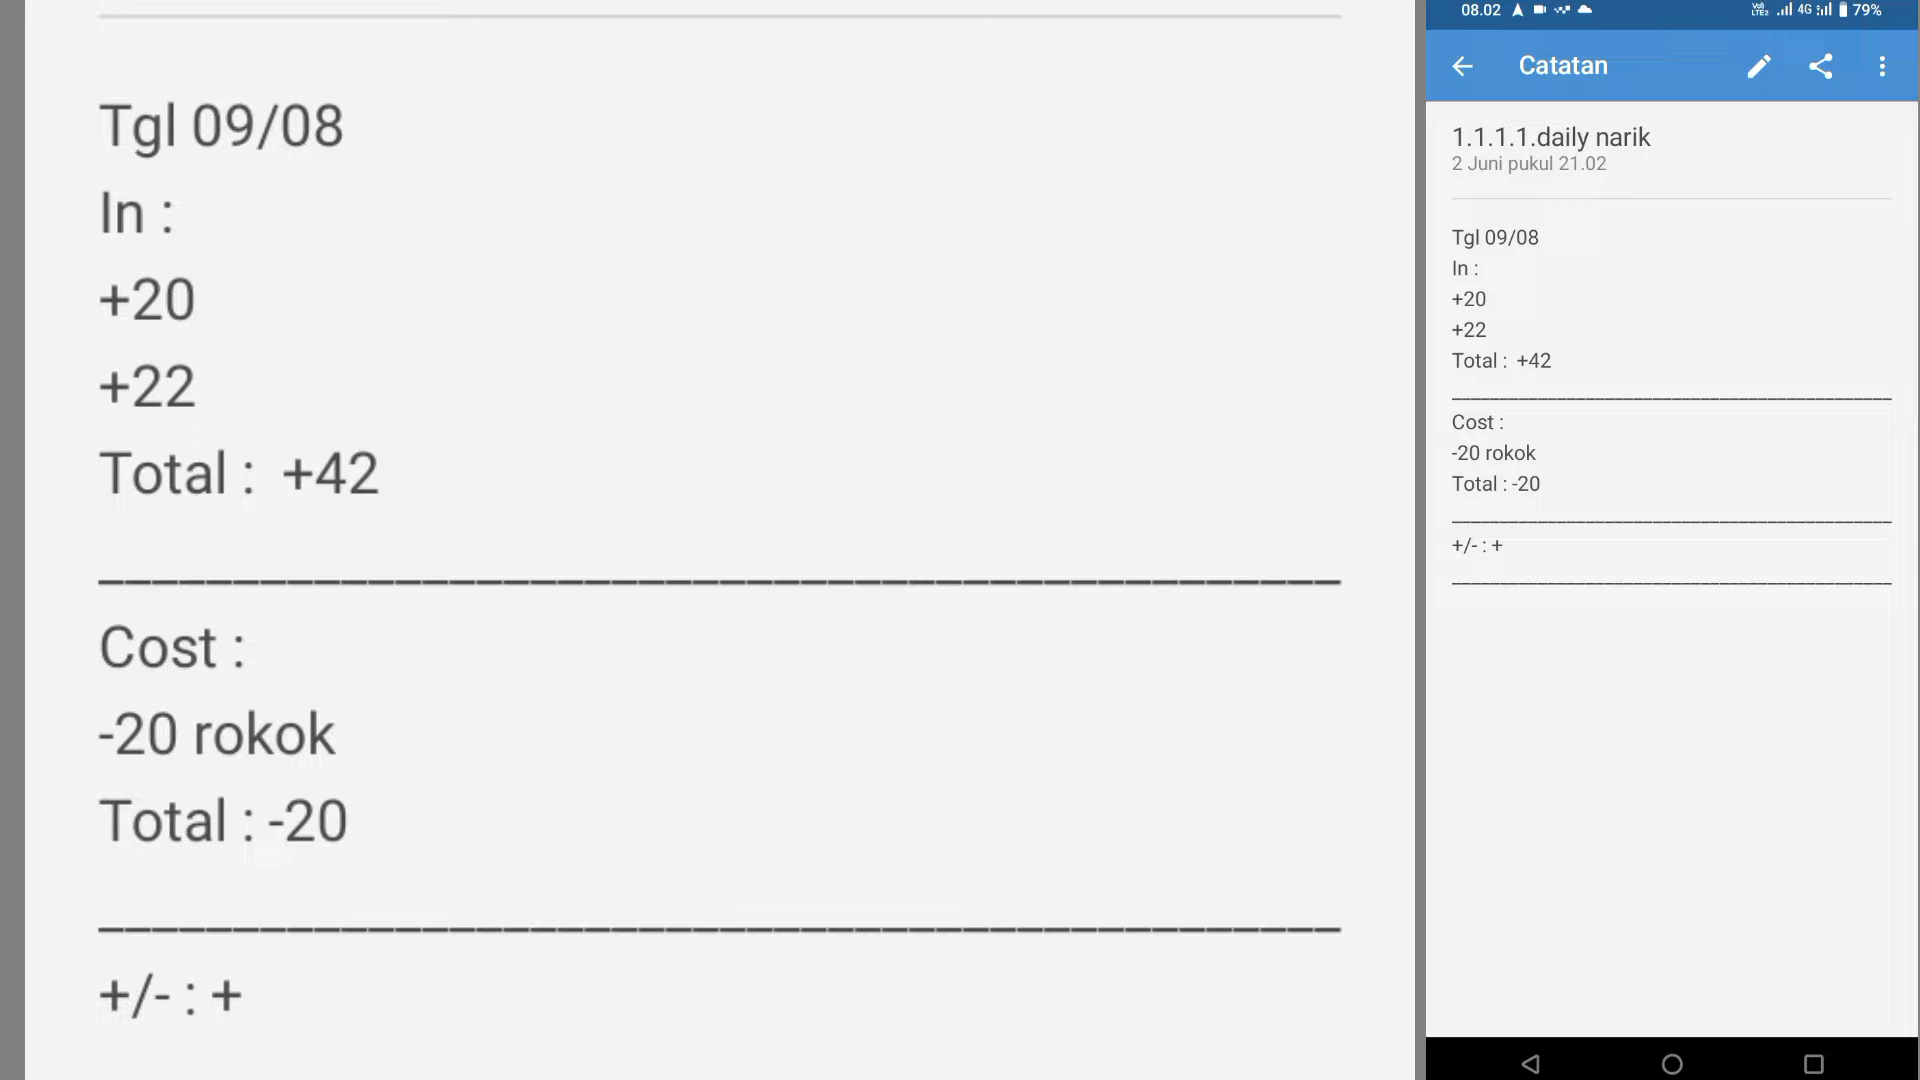 Tgl 09/08
In :
+20
+22
Total :  +42
Cost :
-20 rokok
Total : -20
+/- : +
08.02
4G
79%
Catatan
1.1.1.1.daily narik
2 Juni pukul 21.02
Tgl 09/08
In :
+20
+22
Total :  +42
Cost :
-20 rokok
Total : -20
+/- : +